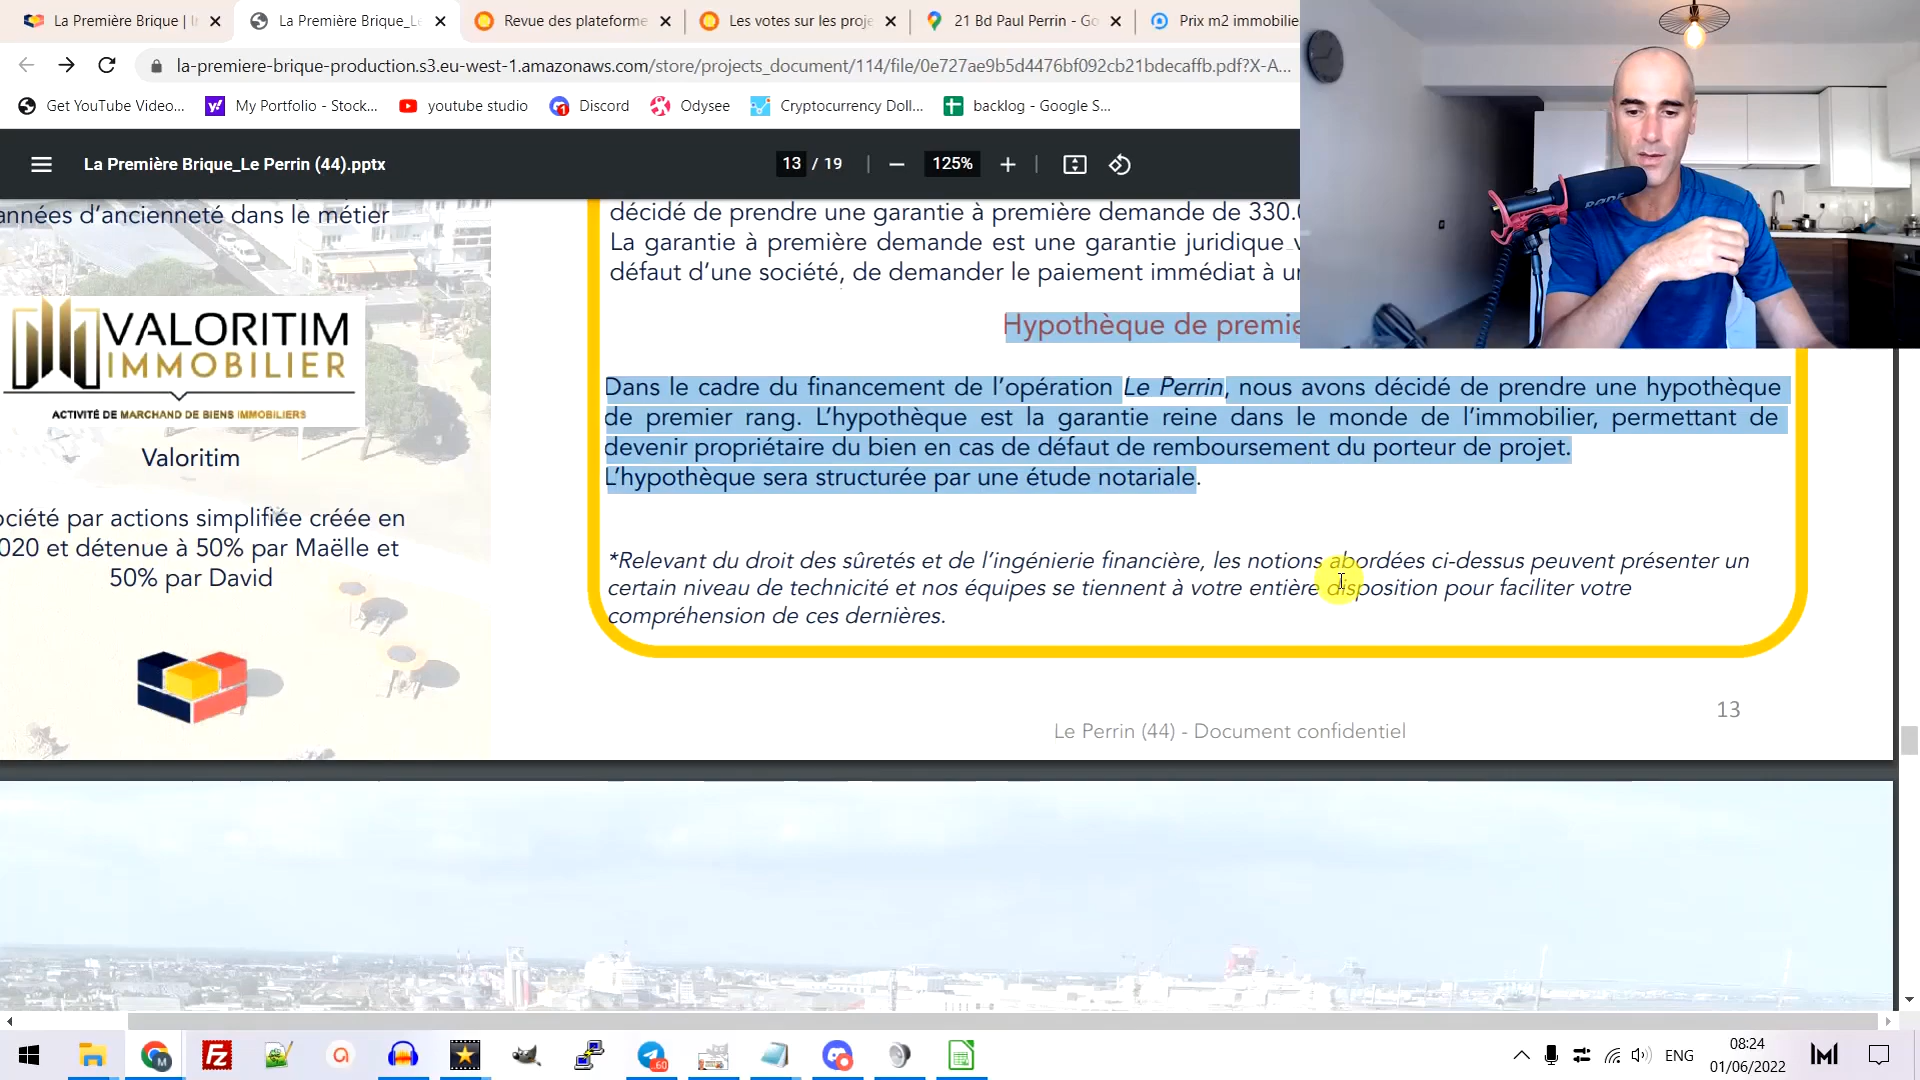 La Première Brique | I
La Première Brique_Le
Revue des plateforme
Les votes sur les proje
21 Bd Paul Perrin - Go
Prix m2 immobilie
la-premiere-brique-production.s3.eu-west-1.amazonaws.com/store/projects_document/114/file/0e727ae9b5d4476bf092cb21bdecaffb.pdf?X-A...
Get YouTube Video...
My Portfolio - Stock...
youtube studio
Discord
Odysee
Cryptocurrency Doll...
backlog - Google S...
La Première Brique_Le Perrin (44).pptx
13 / 19
125%
années d'ancienneté dans le métier
VALORITIM
IMMOBILIER
ACTIVITÉ DE MARCHAND DE BIENS IMMOBILIERS
Valoritim
ociété par actions simplifiée créée en
020 et détenue à 50% par Maëlle et
50% par David
décidé de prendre une garantie à première demande de 330.
La garantie à première demande est une garantie juridique
défaut d'une société, de demander le paiement immédiat à
Hypothèque de premie
Dans le cadre du financement de l'opération Le Perrin, nous avons décidé de prendre une hypothèque
de premier rang. L'hypothèque est la garantie reine dans le monde de l'immobilier, permettant de
devenir propriétaire du bien en cas de défaut de remboursement du porteur de projet.
L'hypothèque sera structurée par une étude notariale.
*Relevant du droit des sûretés et de l'ingénierie financière, les notions abordées ci-dessus peuvent présenter un
certain niveau de technicité et nos équipes se tiennent à votre entière disposition pour faciliter votre
compréhension de ces dernières.
13
Le Perrin (44) - Document confidentiel
RODE
60
ENG
08:24
01/06/2022